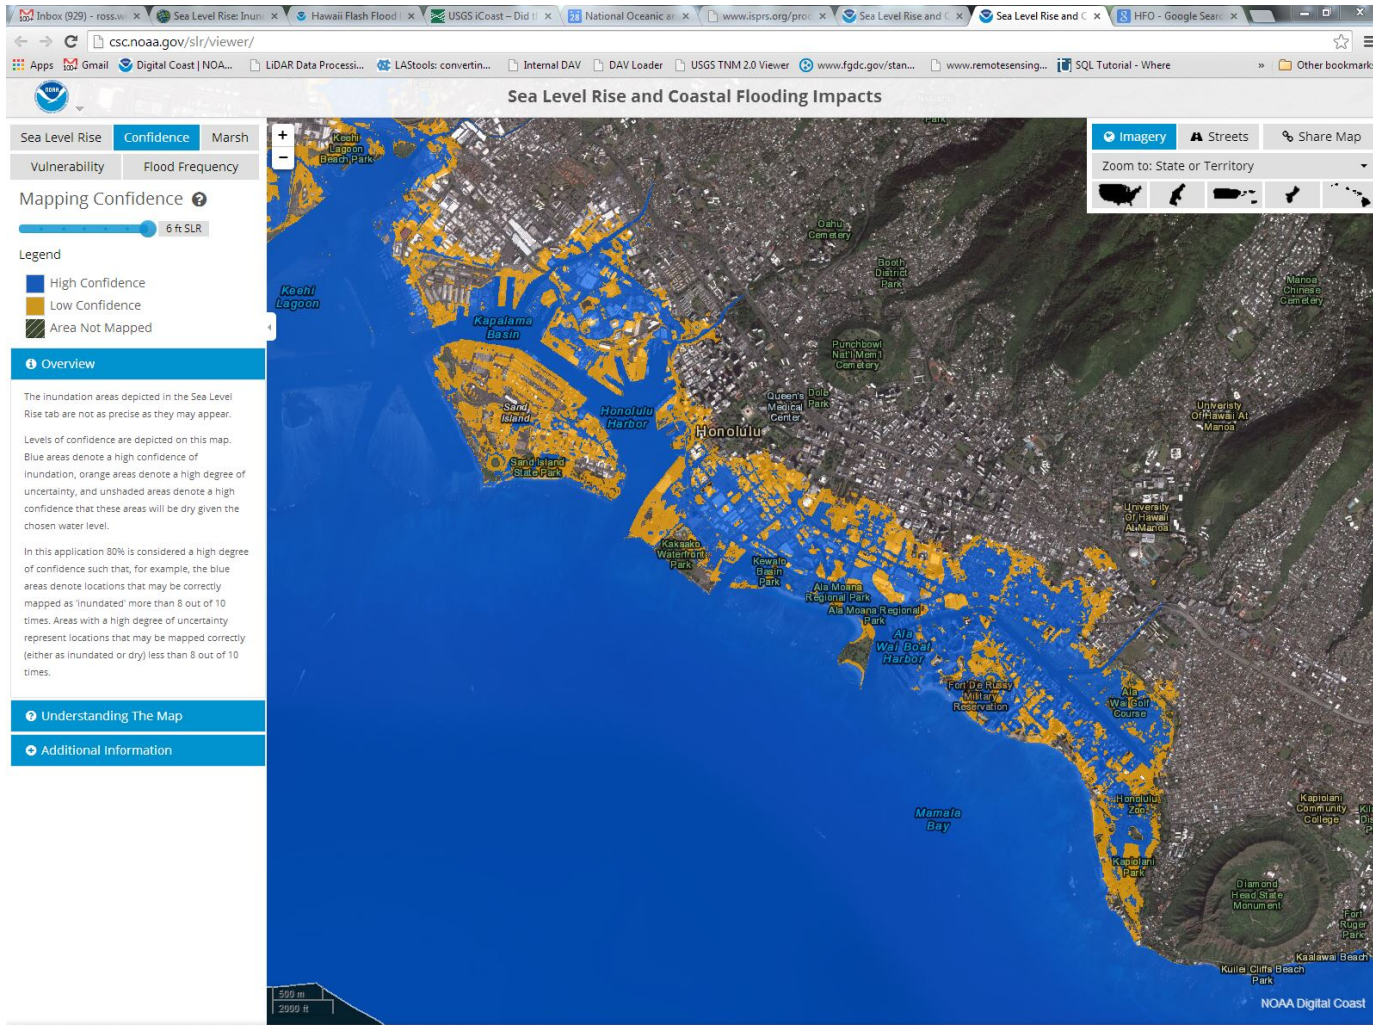 Inbox (929) - ross.wi
Sea Level Rise: Inun
Hawaii Flash Flood
USGS iCoast – Did t
National Oceanic a
www.isprs.org/pro
Sea Level Rise and C
Sea Level Rise and C
HFO - Google Searc
csc.noaa.gov/slr/viewer/
Apps
Gmail
Digital Coast | NOA...
LiDAR Data Processi...
LAStools: convertin...
Internal DAV
DAV Loader
USGS TNM 2.0 Viewer
www.fgdc.gov/stan...
www.remotesensing...
SQL Tutorial - Where
»
Other bookmark
Sea Level Rise and Coastal Flooding Impacts
Sea Level Rise
Confidence
Marsh
Vulnerability
Flood Frequency
Mapping Confidence
6 ft SLR
Legend
High Confidence
Low Confidence
Area Not Mapped
Overview
The inundation areas depicted in the Sea Level
Rise tab are not as precise as they may appear.
Levels of confidence are depicted on this map.
Blue areas denote a high confidence of
inundation, orange areas denote a high degree of
uncertainty, and unshaded areas denote a high
confidence that these areas will be dry given the
chosen water level.
In this application 80% is considered a high degree
of confidence such that, for example, the blue
areas denote locations that may be correctly
mapped as 'inundated' more than 8 out of 10
times. Areas with a high degree of uncertainty
represent locations that may be mapped correctly
(either as inundated or dry) less than 8 out of 10
times.
Understanding The Map
Additional Information
+
−
Imagery
Streets
Share Map
Zoom to: State or Territory
Keehi
Lagoon
Beach Park
Park
Oahu
Cemetery
Booth
District
Park
Manoa
Chinese
Cemetery
Keehi
Lagoon
Kapalama
Basin
Punchbowl
Nat'l Mem'l
Cemetery
Queen's
Medical
Center
Dole
Park
Sand
Island
Honolulu
Harbor
Honolulu
University
Of Hawaii At
Manoa
Sand Island
State Park
University
Of Hawaii
At Manoa
Kakaako
Waterfront
Park
Kewalo
Basin
Park
Ala Moana
Regional Park
Ala Moana Regional
Park
Ala
Wai Boat
Harbor
Fort De Russy
Military
Reservation
Ala
Wai Golf
Course
Honolulu
Zoo
Kapiolani
Community
College
Mamala
Bay
Kapiolani
Park
Diamond
Head State
Monument
Fort
Ruger
Park
Kaalawai Beach
Kuilei Cliffs Beach
Park
500 m
2000 ft
NOAA Digital Coast